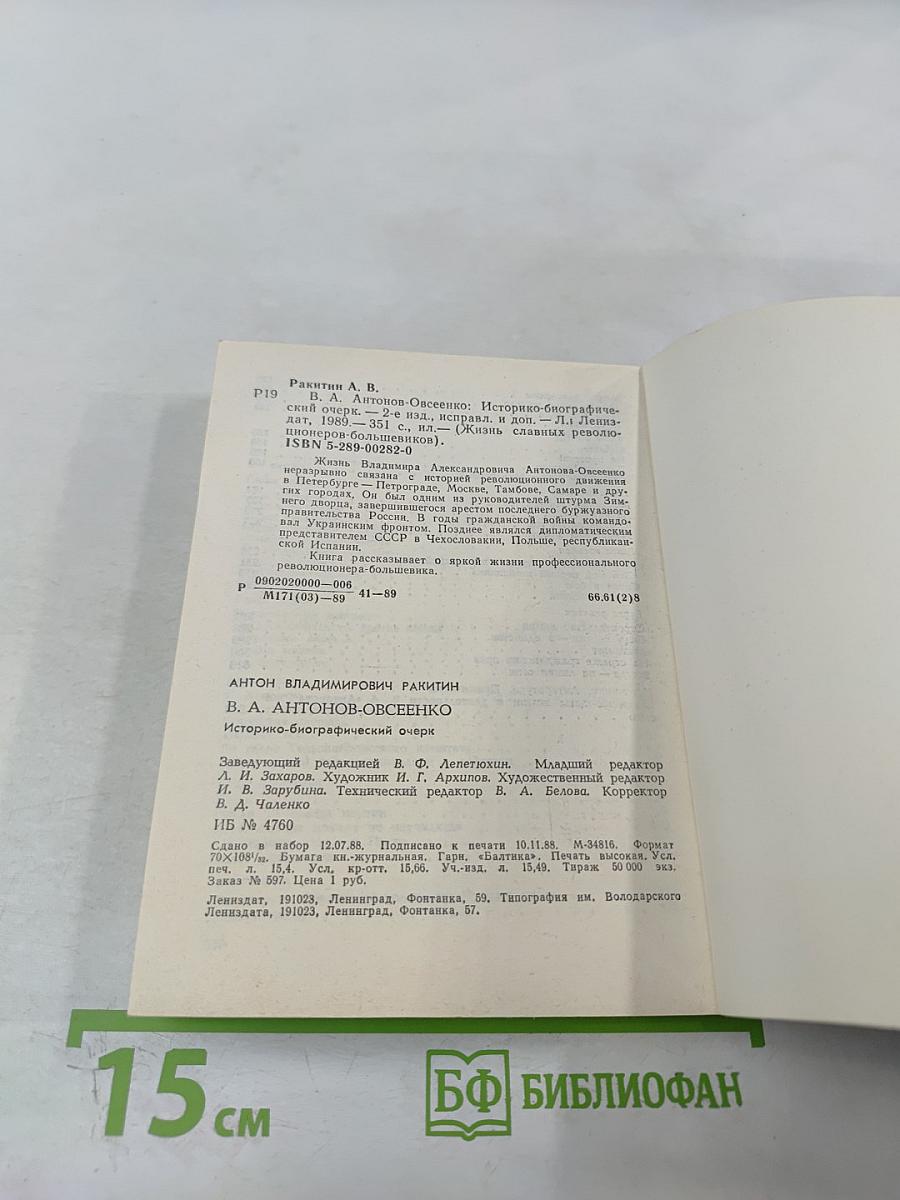 Ракитин А. В.
Р19 В. А. Антонов-Овсеенко: Историко-биографиче-
ский очерк. — 2-е изд., исправл. и доп. — Л.: Лениз-
дат, 1989.— 351 с., ил.— (Жизнь славных револю-
ционеров-большевиков).
ISBN 5-289-00282-0
Жизнь Владимира Александровича Антонова-Овсеенко
неразрывно связана с историей революционного движения
в Петербурге — Петрограде, Москве, Тамбове, Самаре и дру-
гих городах. Он был одним из руководителей штурма Зим-
него дворца, завершившегося арестом последнего буржуазного
правительства России. В годы гражданской войны командо-
вал Украинским фронтом. Позднее являлся дипломатическим
представителем СССР в Чехословакии, Польше, республикан-
ской Испании.
Книга рассказывает о яркой жизни профессионального
революционера-большевика.
Р 0902020000—006
М171(03)—89 41—89 66.61(2)8
АНТОН ВЛАДИМИРОВИЧ РАКИТИН
В. А. АНТОНОВ-ОВСЕЕНКО
Историко-биографический очерк
Заведующий редакцией В. Ф. Лепетюхин. Младший редактор
Л. И. Захаров. Художник И. Г. Архипов. Художественный редактор
И. В. Зарубина. Технический редактор В. А. Белова. Корректор
В. Д. Чаленко
ИБ № 4760
Сдано в набор 12.07.88. Подписано к печати 10.11.88. М-34816. Формат
70×108¹/₃₂. Бумага кн.-журнальная. Гарн. «Балтика». Печать высокая. Усл.
печ. л. 15,4. Усл. кр-отт. 15,66. Уч.-изд. л. 15,49. Тираж 50 000 экз.
Заказ № 597. Цена 1 руб.
Лениздат, 191023, Ленинград, Фонтанка, 59. Типография им. Володарского
Лениздата, 191023, Ленинград, Фонтанка, 57.
15 см БФ БИБЛИОФАН